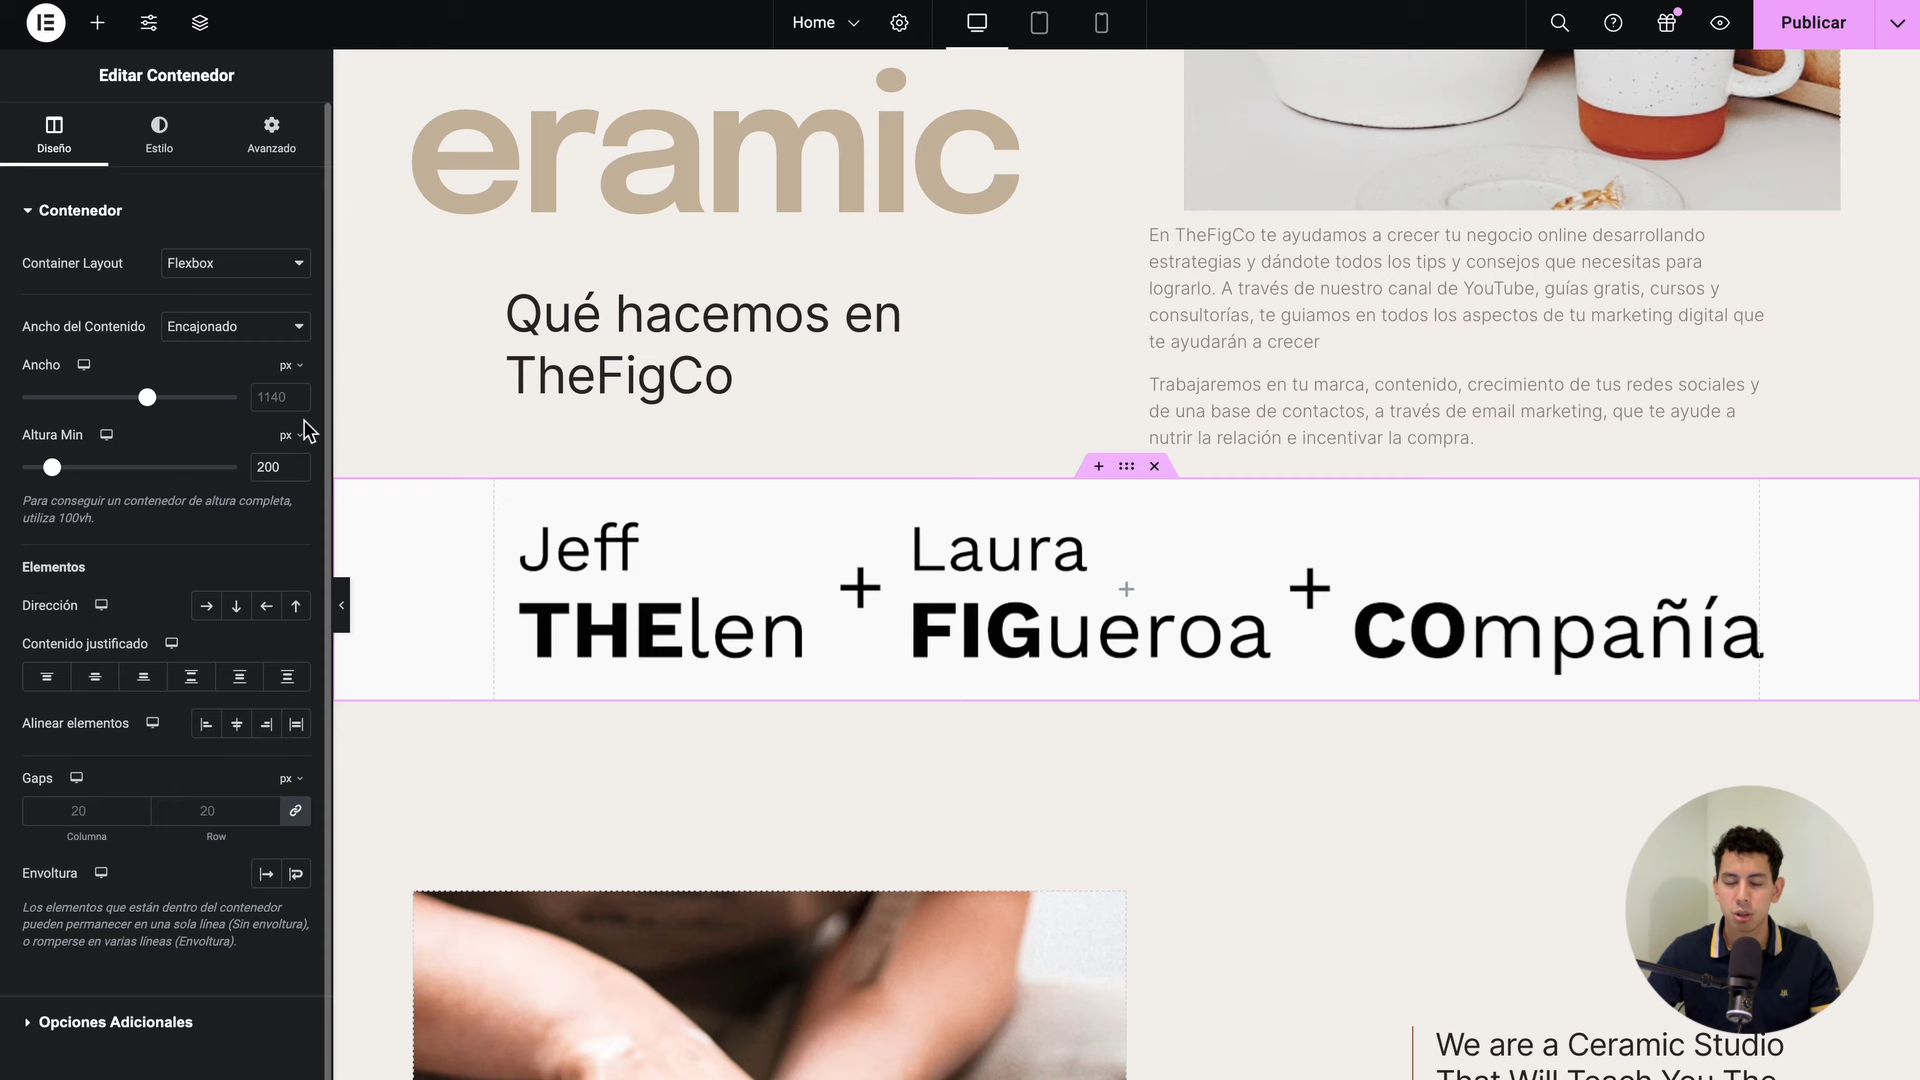 Home
Publicar
Editar Contenedor
Diseño
Estilo
Avanzado
Contenedor
Container Layout
Flexbox
Ancho del Contenido
Encajonado
Ancho
px
1140
Altura Min
px
200
Para conseguir un contenedor de altura completa,
utiliza 100vh.
Elementos
Dirección
Contenido justificado
Alinear elementos
Gaps
px
20
20
Columna
Row
Envoltura
Los elementos que están dentro del contenedor
pueden permanecer en una sola línea (Sin envoltura),
o romperse en varias líneas (Envoltura).
Opciones Adicionales
eramic
Qué hacemos en
TheFigCo
En TheFigCo te ayudamos a crecer tu negocio online desarrollando
estrategias y dándote todos los tips y consejos que necesitas para
lograrlo. A través de nuestro canal de YouTube, guías gratis, cursos y
consultorías, te guiamos en todos los aspectos de tu marketing digital que
te ayudarán a crecer
Trabajaremos en tu marca, contenido, crecimiento de tus redes sociales y
de una base de contactos, a través de email marketing, que te ayude a
nutrir la relación e incentivar la compra.
Jeff
THElen
+
Laura
FIGueroa
+
COmpañía
We are a Ceramic Studio
That Will Teach You The